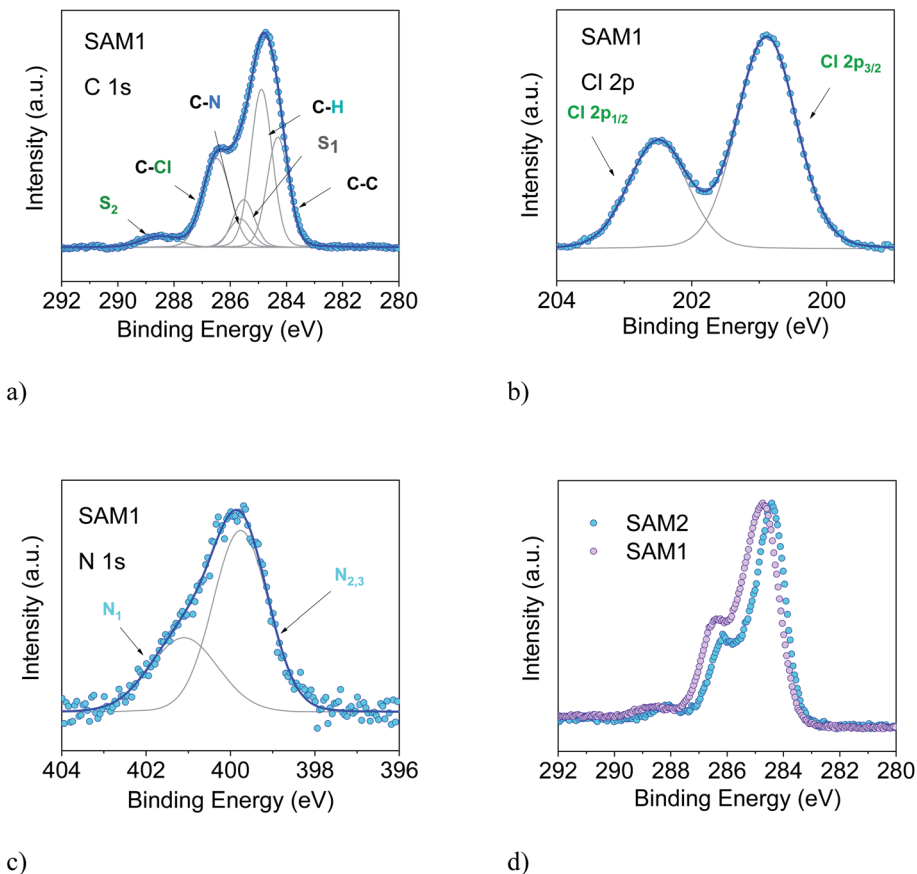 SAM1
C 1s
C-N
C-H
S1
C-Cl
C-C
S2
Intensity (a.u.)
292 290 288 286 284 282 280
Binding Energy (eV)
a)
SAM1
Cl 2p
Cl 2p3/2
Cl 2p1/2
Intensity (a.u.)
204 202 200
Binding Energy (eV)
b)
SAM1
N 1s
N2,3
N1
Intensity (a.u.)
404 402 400 398 396
Binding Energy (eV)
c)
SAM2
SAM1
Intensity (a.u.)
292 290 288 286 284 282 280
Binding Energy (eV)
d)